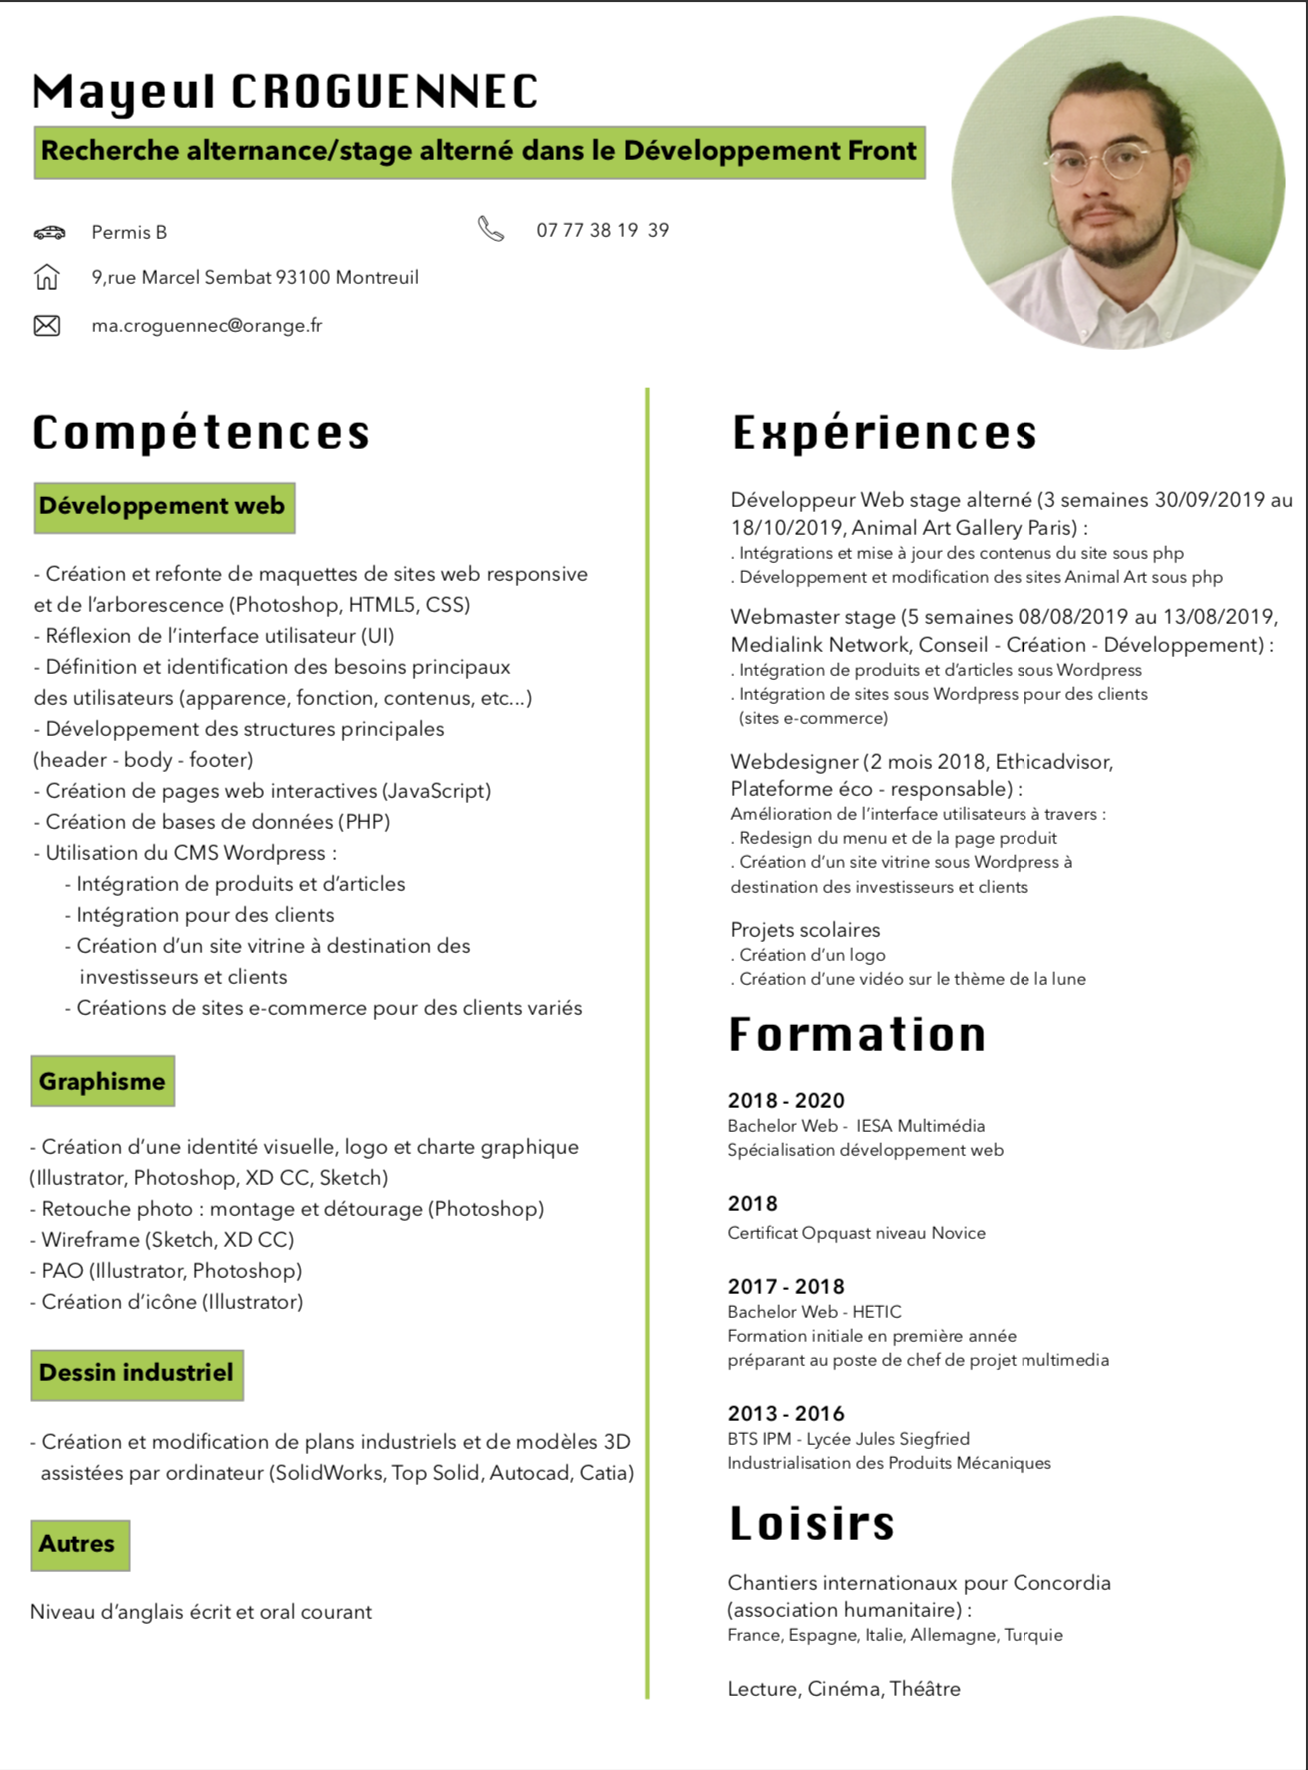 Mayeul CROGUENNEC
Recherche alternance/stage alterné dans le Développement Front
Permis B
07 77 38 19 39
9,rue Marcel Sembat 93100 Montreuil
ma.croguennec@orange.fr
Compétences
Développement web
- Création et refonte de maquettes de sites web responsive
et de l’arborescence (Photoshop, HTML5, CSS)
- Réflexion de l’interface utilisateur (UI)
- Définition et identification des besoins principaux
des utilisateurs (apparence, fonction, contenus, etc...)
- Développement des structures principales
(header - body - footer)
- Création de pages web interactives (JavaScript)
- Création de bases de données (PHP)
- Utilisation du CMS Wordpress :
- Intégration de produits et d’articles
- Intégration pour des clients
- Création d’un site vitrine à destination des
investisseurs et clients
- Créations de sites e-commerce pour des clients variés
Graphisme
- Création d’une identité visuelle, logo et charte graphique
(Illustrator, Photoshop, XD CC, Sketch)
- Retouche photo : montage et détourage (Photoshop)
- Wireframe (Sketch, XD CC)
- PAO (Illustrator, Photoshop)
- Création d’icône (Illustrator)
Dessin industriel
- Création et modification de plans industriels et de modèles 3D
assistées par ordinateur (SolidWorks, Top Solid, Autocad, Catia)
Autres
Niveau d’anglais écrit et oral courant
Expériences
Développeur Web stage alterné (3 semaines 30/09/2019 au
18/10/2019, Animal Art Gallery Paris) :
. Intégrations et mise à jour des contenus du site sous php
. Développement et modification des sites Animal Art sous php
Webmaster stage (5 semaines 08/08/2019 au 13/08/2019,
Medialink Network, Conseil - Création - Développement) :
. Intégration de produits et d’articles sous Wordpress
. Intégration de sites sous Wordpress pour des clients
(sites e-commerce)
Webdesigner (2 mois 2018, Ethicadvisor,
Plateforme éco - responsable) :
Amélioration de l’interface utilisateurs à travers :
. Redesign du menu et de la page produit
. Création d’un site vitrine sous Wordpress à
destination des investisseurs et clients
Projets scolaires
. Création d’un logo
. Création d’une vidéo sur le thème de la lune
Formation
2018 - 2020
Bachelor Web - IESA Multimédia
Spécialisation développement web
2018
Certificat Opquast niveau Novice
2017 - 2018
Bachelor Web - HETIC
Formation initiale en première année
préparant au poste de chef de projet multimedia
2013 - 2016
BTS IPM - Lycée Jules Siegfried
Industrialisation des Produits Mécaniques
Loisirs
Chantiers internationaux pour Concordia
(association humanitaire) :
France, Espagne, Italie, Allemagne, Turquie
Lecture, Cinéma, Théâtre